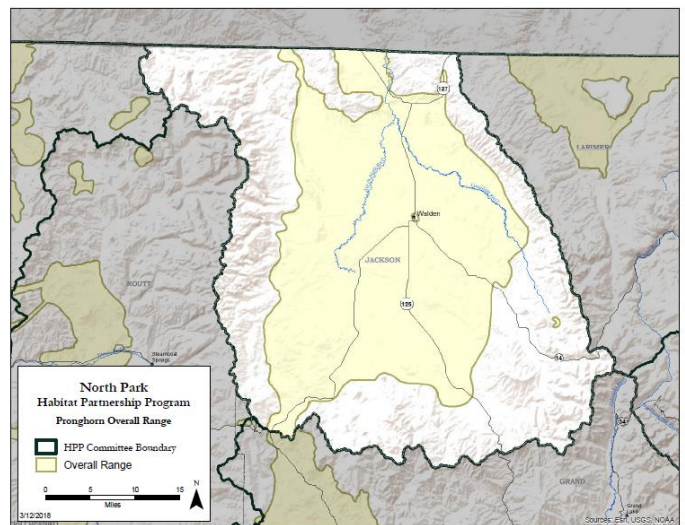 127
LARIMER
Walden
JACKSON
ROUTT
125
Steamboat
Springs
14
34
GRAND
Grand
Lake
North Park
Habitat Partnership Program
Pronghorn Overall Range
HPP Committee Boundary
Overall Range
0 5 10 15
Miles
N
3/12/2018
Sources: Esri, USGS, NOAA